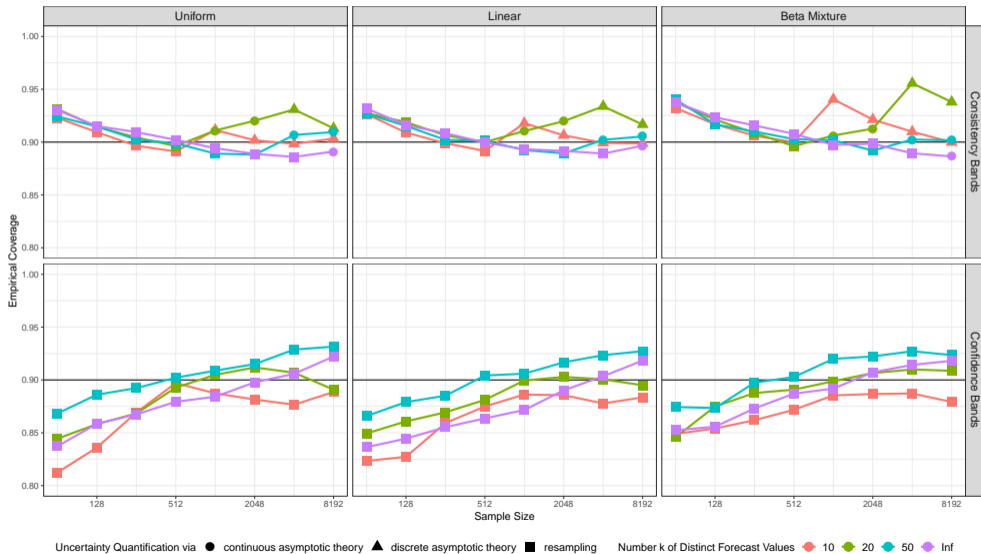 Uniform
Linear
Beta Mixture
1.00
0.95
0.90
0.85
0.80
Consistency Bands
1.00
0.95
0.90
0.85
0.80
Confidence Bands
Empirical Coverage
128
512
2048
8192
128
512
2048
8192
128
512
2048
8192
Sample Size
Uncertainty Quantification via continuous asymptotic theory discrete asymptotic theory resampling Number k of Distinct Forecast Values 10 20 50 Inf